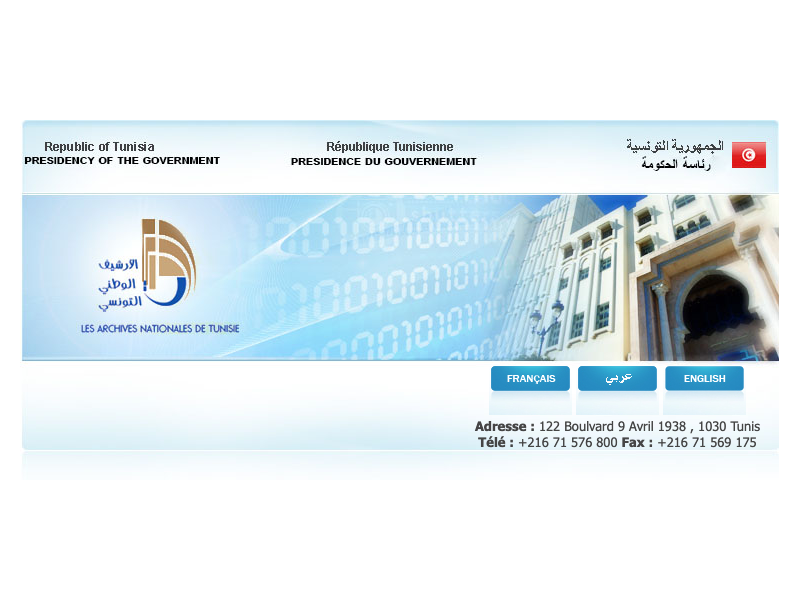 Republic of Tunisia
PRESIDENCY OF THE GOVERNMENT
République Tunisienne
PRESIDENCE DU GOUVERNEMENT
الجمهورية التونسية
رئاسة الحكومة
الارشيف
الوطني
التونسي
LES ARCHIVES NATIONALES DE TUNISIE
FRANÇAIS
عربي
ENGLISH
Adresse : 122 Boulvard 9 Avril 1938 , 1030 Tunis
Télé : +216 71 576 800 Fax : +216 71 569 175